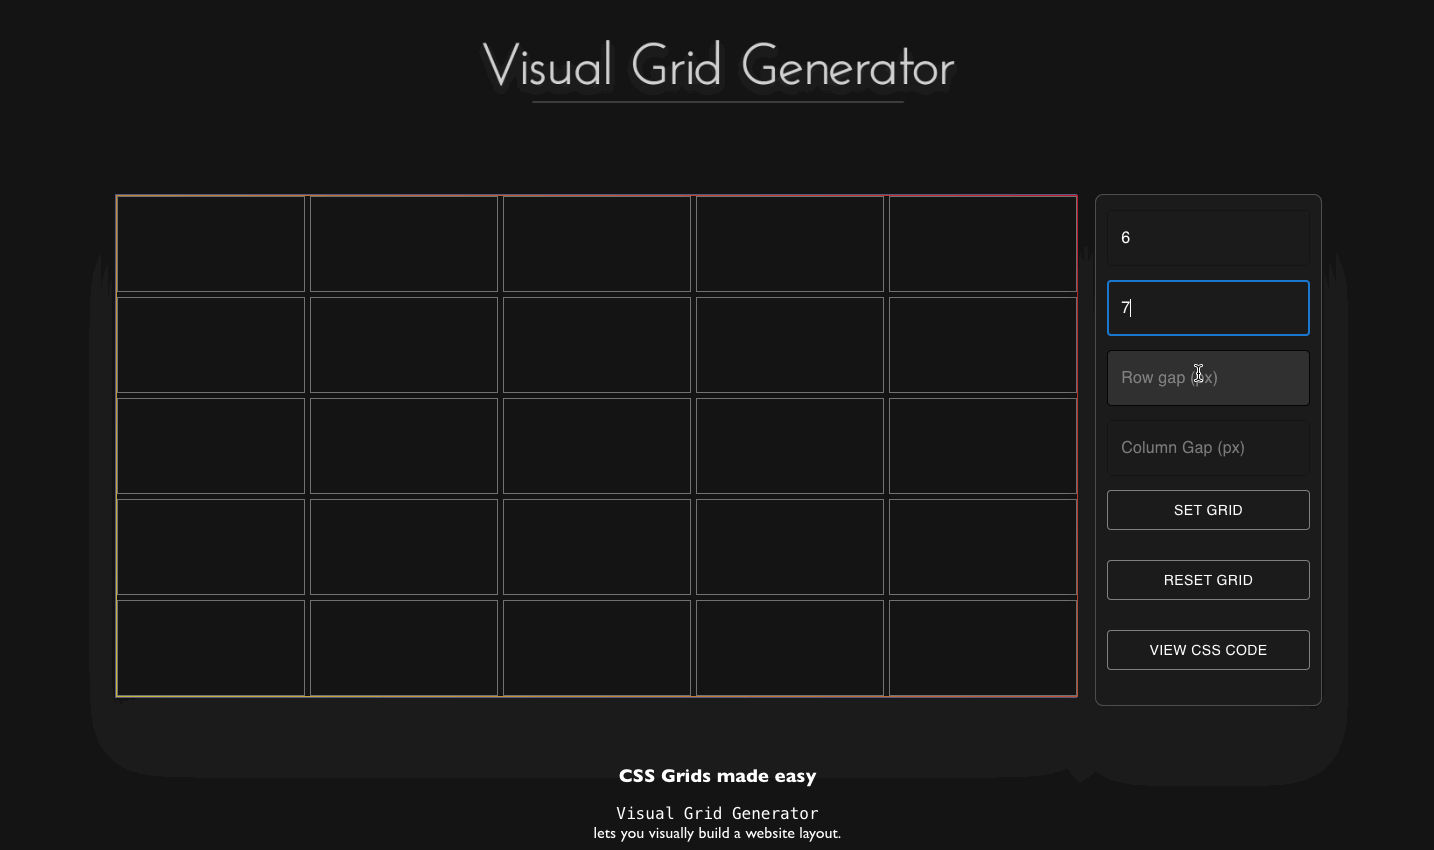 Visual Grid Generator
6
7
Row gap (px)
Column Gap (px)
SET GRID
RESET GRID
VIEW CSS CODE
CSS Grids made easy
Visual Grid Generator
lets you visually build a website layout.